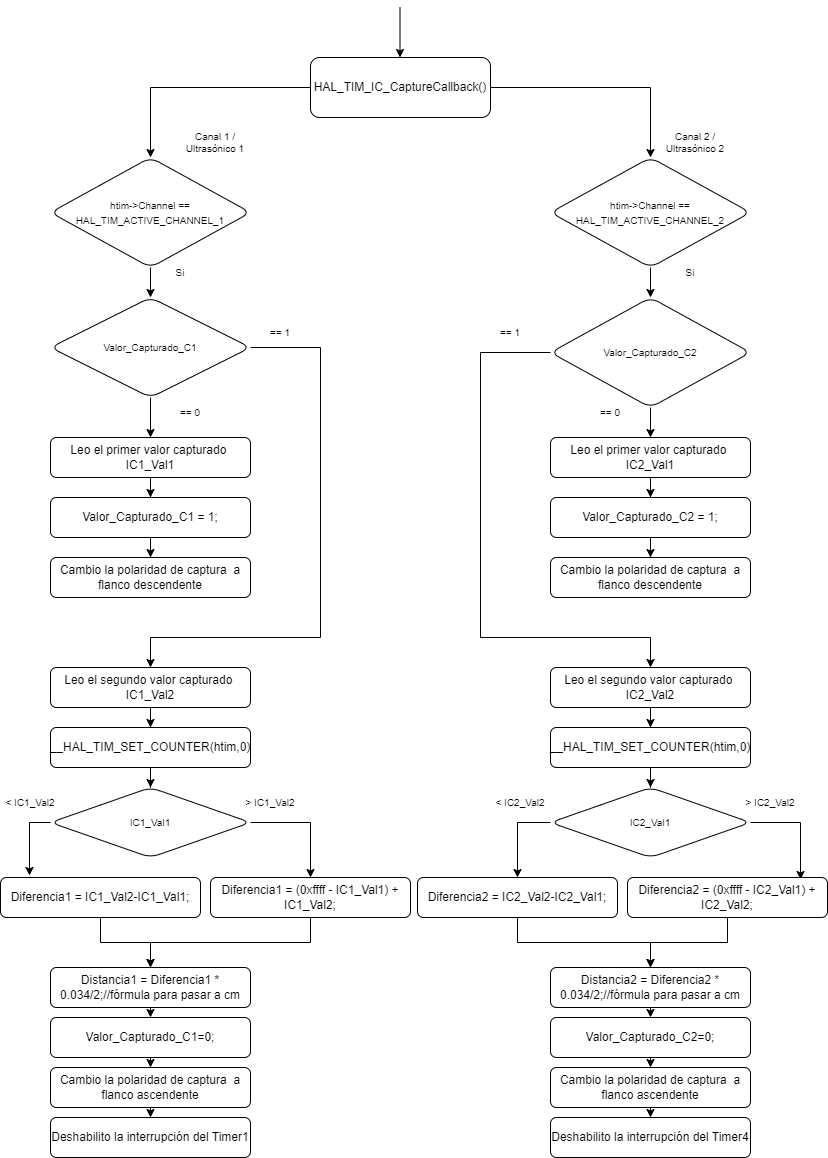 HAL_TIM_IC_CaptureCallback()
Canal 1 /
Ultrasónico 1
htim->Channel ==
HAL_TIM_ACTIVE_CHANNEL_1
Si
Valor_Capturado_C1
== 1
== 0
Leo el primer valor capturado
IC1_Val1
Valor_Capturado_C1 = 1;
Cambio la polaridad de captura a
flanco descendente
Leo el segundo valor capturado
IC1_Val2
__HAL_TIM_SET_COUNTER(htim,0)
< IC1_Val2
IC1_Val1
> IC1_Val2
Diferencia1 = IC1_Val2-IC1_Val1;
Diferencia1 = (0xffff - IC1_Val1) +
IC1_Val2;
Distancia1 = Diferencia1 *
0.034/2;//fórmula para pasar a cm
Valor_Capturado_C1=0;
Cambio la polaridad de captura a
flanco ascendente
Deshabilito la interrupción del Timer1
Canal 2 /
Ultrasónico 2
htim->Channel ==
HAL_TIM_ACTIVE_CHANNEL_2
Si
Valor_Capturado_C2
== 1
== 0
Leo el primer valor capturado
IC2_Val1
Valor_Capturado_C2 = 1;
Cambio la polaridad de captura a
flanco descendente
Leo el segundo valor capturado
IC2_Val2
__HAL_TIM_SET_COUNTER(htim,0)
< IC2_Val2
IC2_Val1
> IC2_Val2
Diferencia2 = IC2_Val2-IC2_Val1;
Diferencia2 = (0xffff - IC2_Val1) +
IC2_Val2;
Distancia2 = Diferencia2 *
0.034/2;//fórmula para pasar a cm
Valor_Capturado_C2=0;
Cambio la polaridad de captura a
flanco ascendente
Deshabilito la interrupción del Timer4